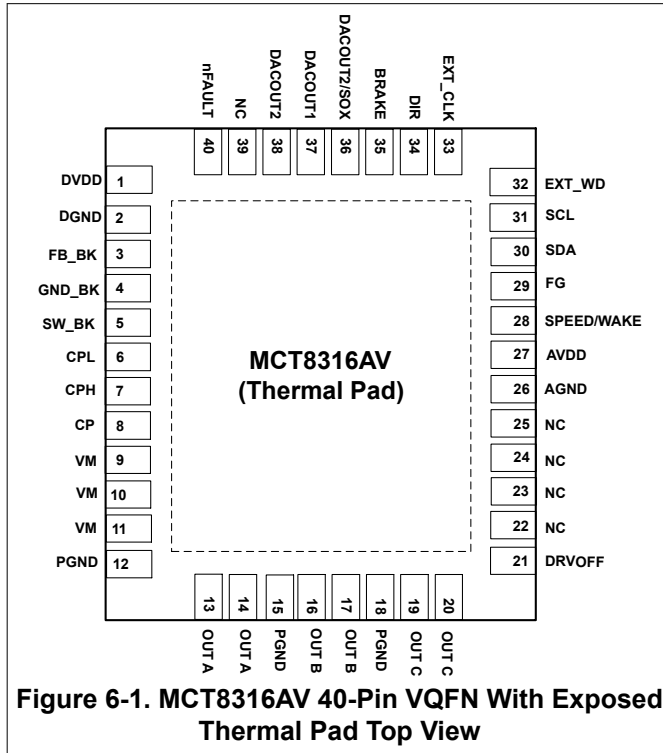 nFAULT
NC
DACOUT2
DACOUT1
DACOUT2/SOX
BRAKE
DIR
EXT_CLK
40
39
38
37
36
35
34
33
DVDD 1
DGND 2
FB_BK 3
GND_BK 4
SW_BK 5
CPL 6
CPH 7
CP 8
VM 9
VM 10
VM 11
PGND 12
MCT8316AV
(Thermal Pad)
32 EXT_WD
31 SCL
30 SDA
29 FG
28 SPEED/WAKE
27 AVDD
26 AGND
25 NC
24 NC
23 NC
22 NC
21 DRVOFF
13
14
15
16
17
18
19
20
OUT A
OUT A
PGND
OUT B
OUT B
PGND
OUT C
OUT C
Figure 6-1. MCT8316AV 40-Pin VQFN With Exposed
Thermal Pad Top View